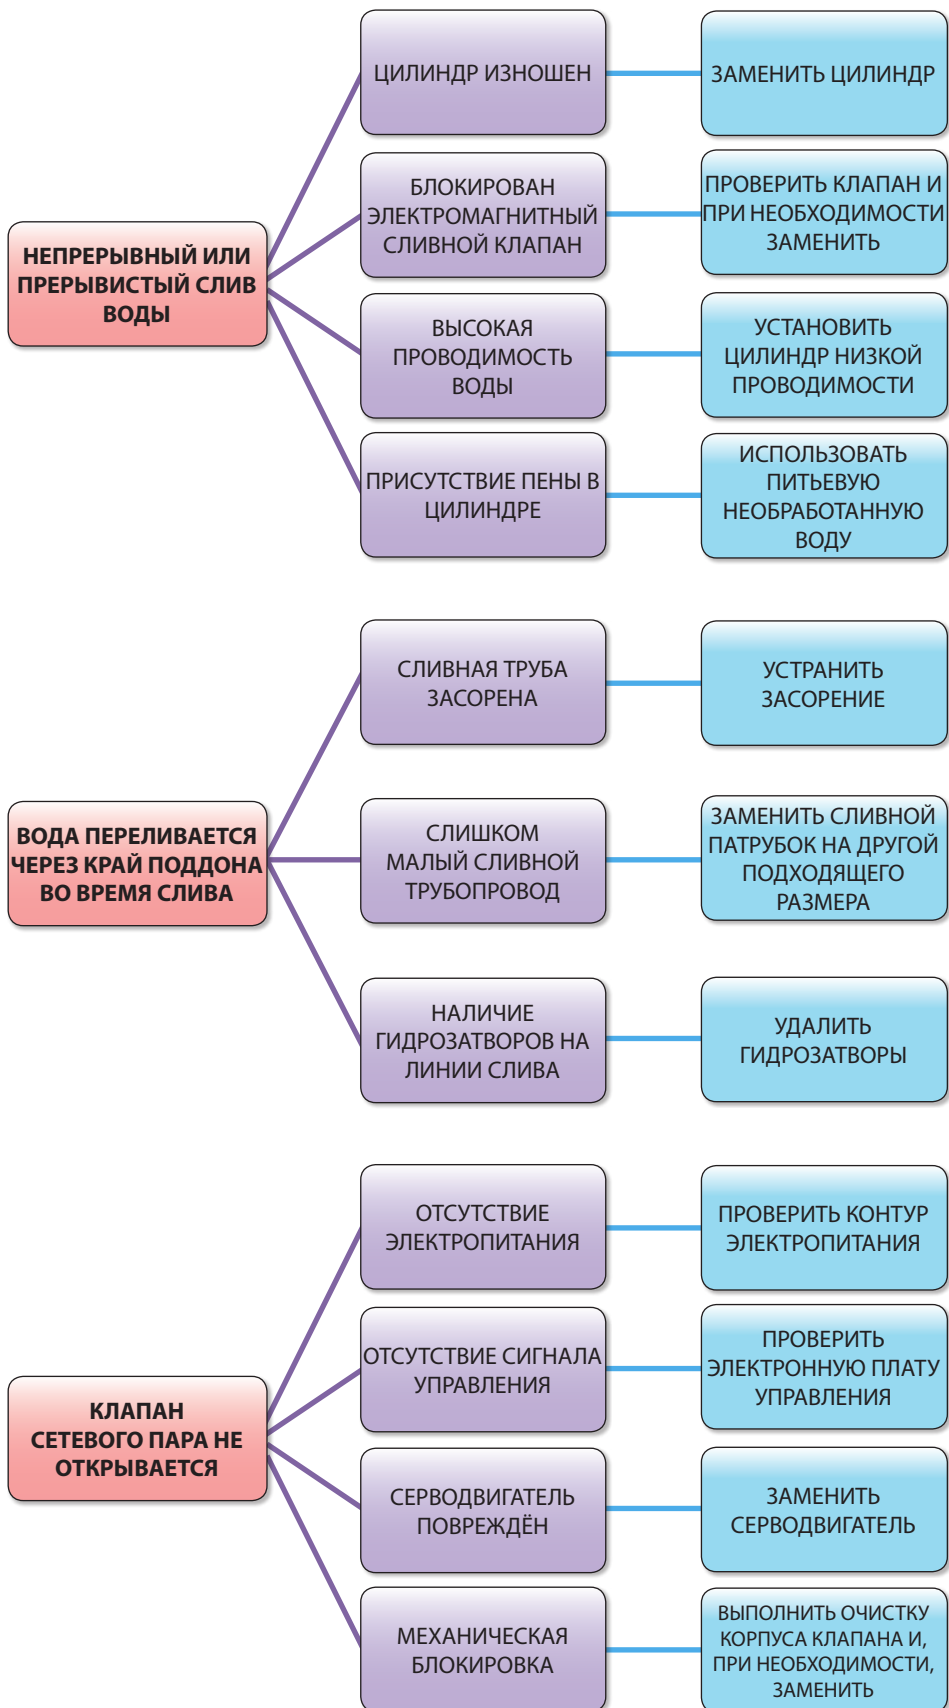 НЕПРЕРЫВНЫЙ ИЛИ
ПРЕРЫВИСТЫЙ СЛИВ
ВОДЫ
ЦИЛИНДР ИЗНОШЕН
ЗАМЕНИТЬ ЦИЛИНДР
БЛОКИРОВАН
ЭЛЕКТРОМАГНИТНЫЙ
СЛИВНОЙ КЛАПАН
ПРОВЕРИТЬ КЛАПАН И
ПРИ НЕОБХОДИМОСТИ
ЗАМЕНИТЬ
ВЫСОКАЯ
ПРОВОДИМОСТЬ
ВОДЫ
УСТАНОВИТЬ
ЦИЛИНДР НИЗКОЙ
ПРОВОДИМОСТИ
ПРИСУТСТВИЕ ПЕНЫ В
ЦИЛИНДРЕ
ИСПОЛЬЗОВАТЬ
ПИТЬЕВУЮ
НЕОБРАБОТАННУЮ
ВОДУ
ВОДА ПЕРЕЛИВАЕТСЯ
ЧЕРЕЗ КРАЙ ПОДДОНА
ВО ВРЕМЯ СЛИВА
СЛИВНАЯ ТРУБА
ЗАСОРЕНА
УСТРАНИТЬ
ЗАСОРЕНИЕ
СЛИШКОМ
МАЛЫЙ СЛИВНОЙ
ТРУБОПРОВОД
ЗАМЕНИТЬ СЛИВНОЙ
ПАТРУБОК НА ДРУГОЙ
ПОДХОДЯЩЕГО
РАЗМЕРА
НАЛИЧИЕ
ГИДРОЗАТВОРОВ НА
ЛИНИИ СЛИВА
УДАЛИТЬ
ГИДРОЗАТВОРЫ
КЛАПАН
СЕТЕВОГО ПАРА НЕ
ОТКРЫВАЕТСЯ
ОТСУТСТВИЕ
ЭЛЕКТРОПИТАНИЯ
ПРОВЕРИТЬ КОНТУР
ЭЛЕКТРОПИТАНИЯ
ОТСУТСТВИЕ СИГНАЛА
УПРАВЛЕНИЯ
ПРОВЕРИТЬ
ЭЛЕКТРОННУЮ ПЛАТУ
УПРАВЛЕНИЯ
СЕРВОДВИГАТЕЛЬ
ПОВРЕЖДЁН
ЗАМЕНИТЬ
СЕРВОДВИГАТЕЛЬ
МЕХАНИЧЕСКАЯ
БЛОКИРОВКА
ВЫПОЛНИТЬ ОЧИСТКУ
КОРПУСА КЛАПАНА И,
ПРИ НЕОБХОДИМОСТИ,
ЗАМЕНИТЬ